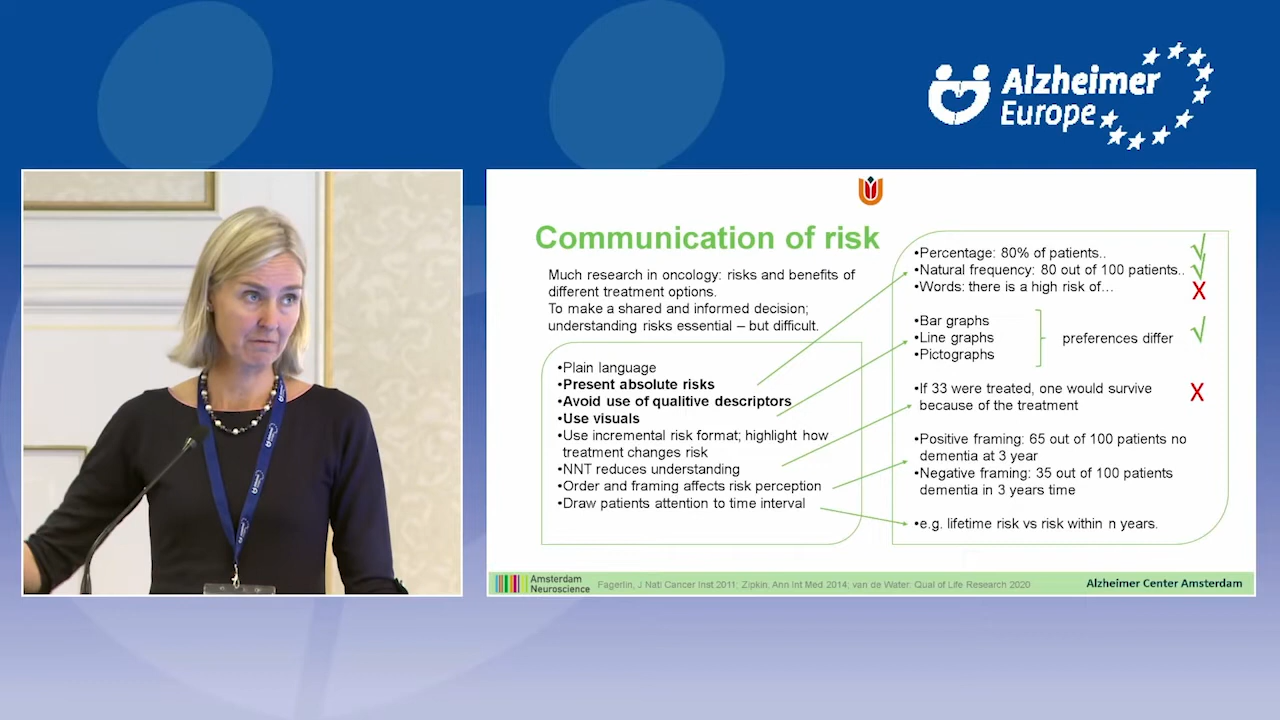 Alzheimer
Europe
Communication of risk
Much research in oncology: risks and benefits of
different treatment options.
To make a shared and informed decision;
understanding risks essential – but difficult.
•Plain language
•Present absolute risks
•Avoid use of qualitive descriptors
•Use visuals
•Use incremental risk format; highlight how
treatment changes risk
•NNT reduces understanding
•Order and framing affects risk perception
•Draw patients attention to time interval
•Percentage: 80% of patients..
•Natural frequency: 80 out of 100 patients..
•Words: there is a high risk of…
•Bar graphs
•Line graphs
•Pictographs
preferences differ
•If 33 were treated, one would survive
because of the treatment
•Positive framing: 65 out of 100 patients no
dementia at 3 year
•Negative framing: 35 out of 100 patients
dementia in 3 years time
•e.g. lifetime risk vs risk within n years.
Amsterdam
Neuroscience
Fagerlin, J Natl Cancer Inst 2011; Zipkin, Ann Int Med 2014; van de Water, Qual of Life Research 2020
Alzheimer Center Amsterdam